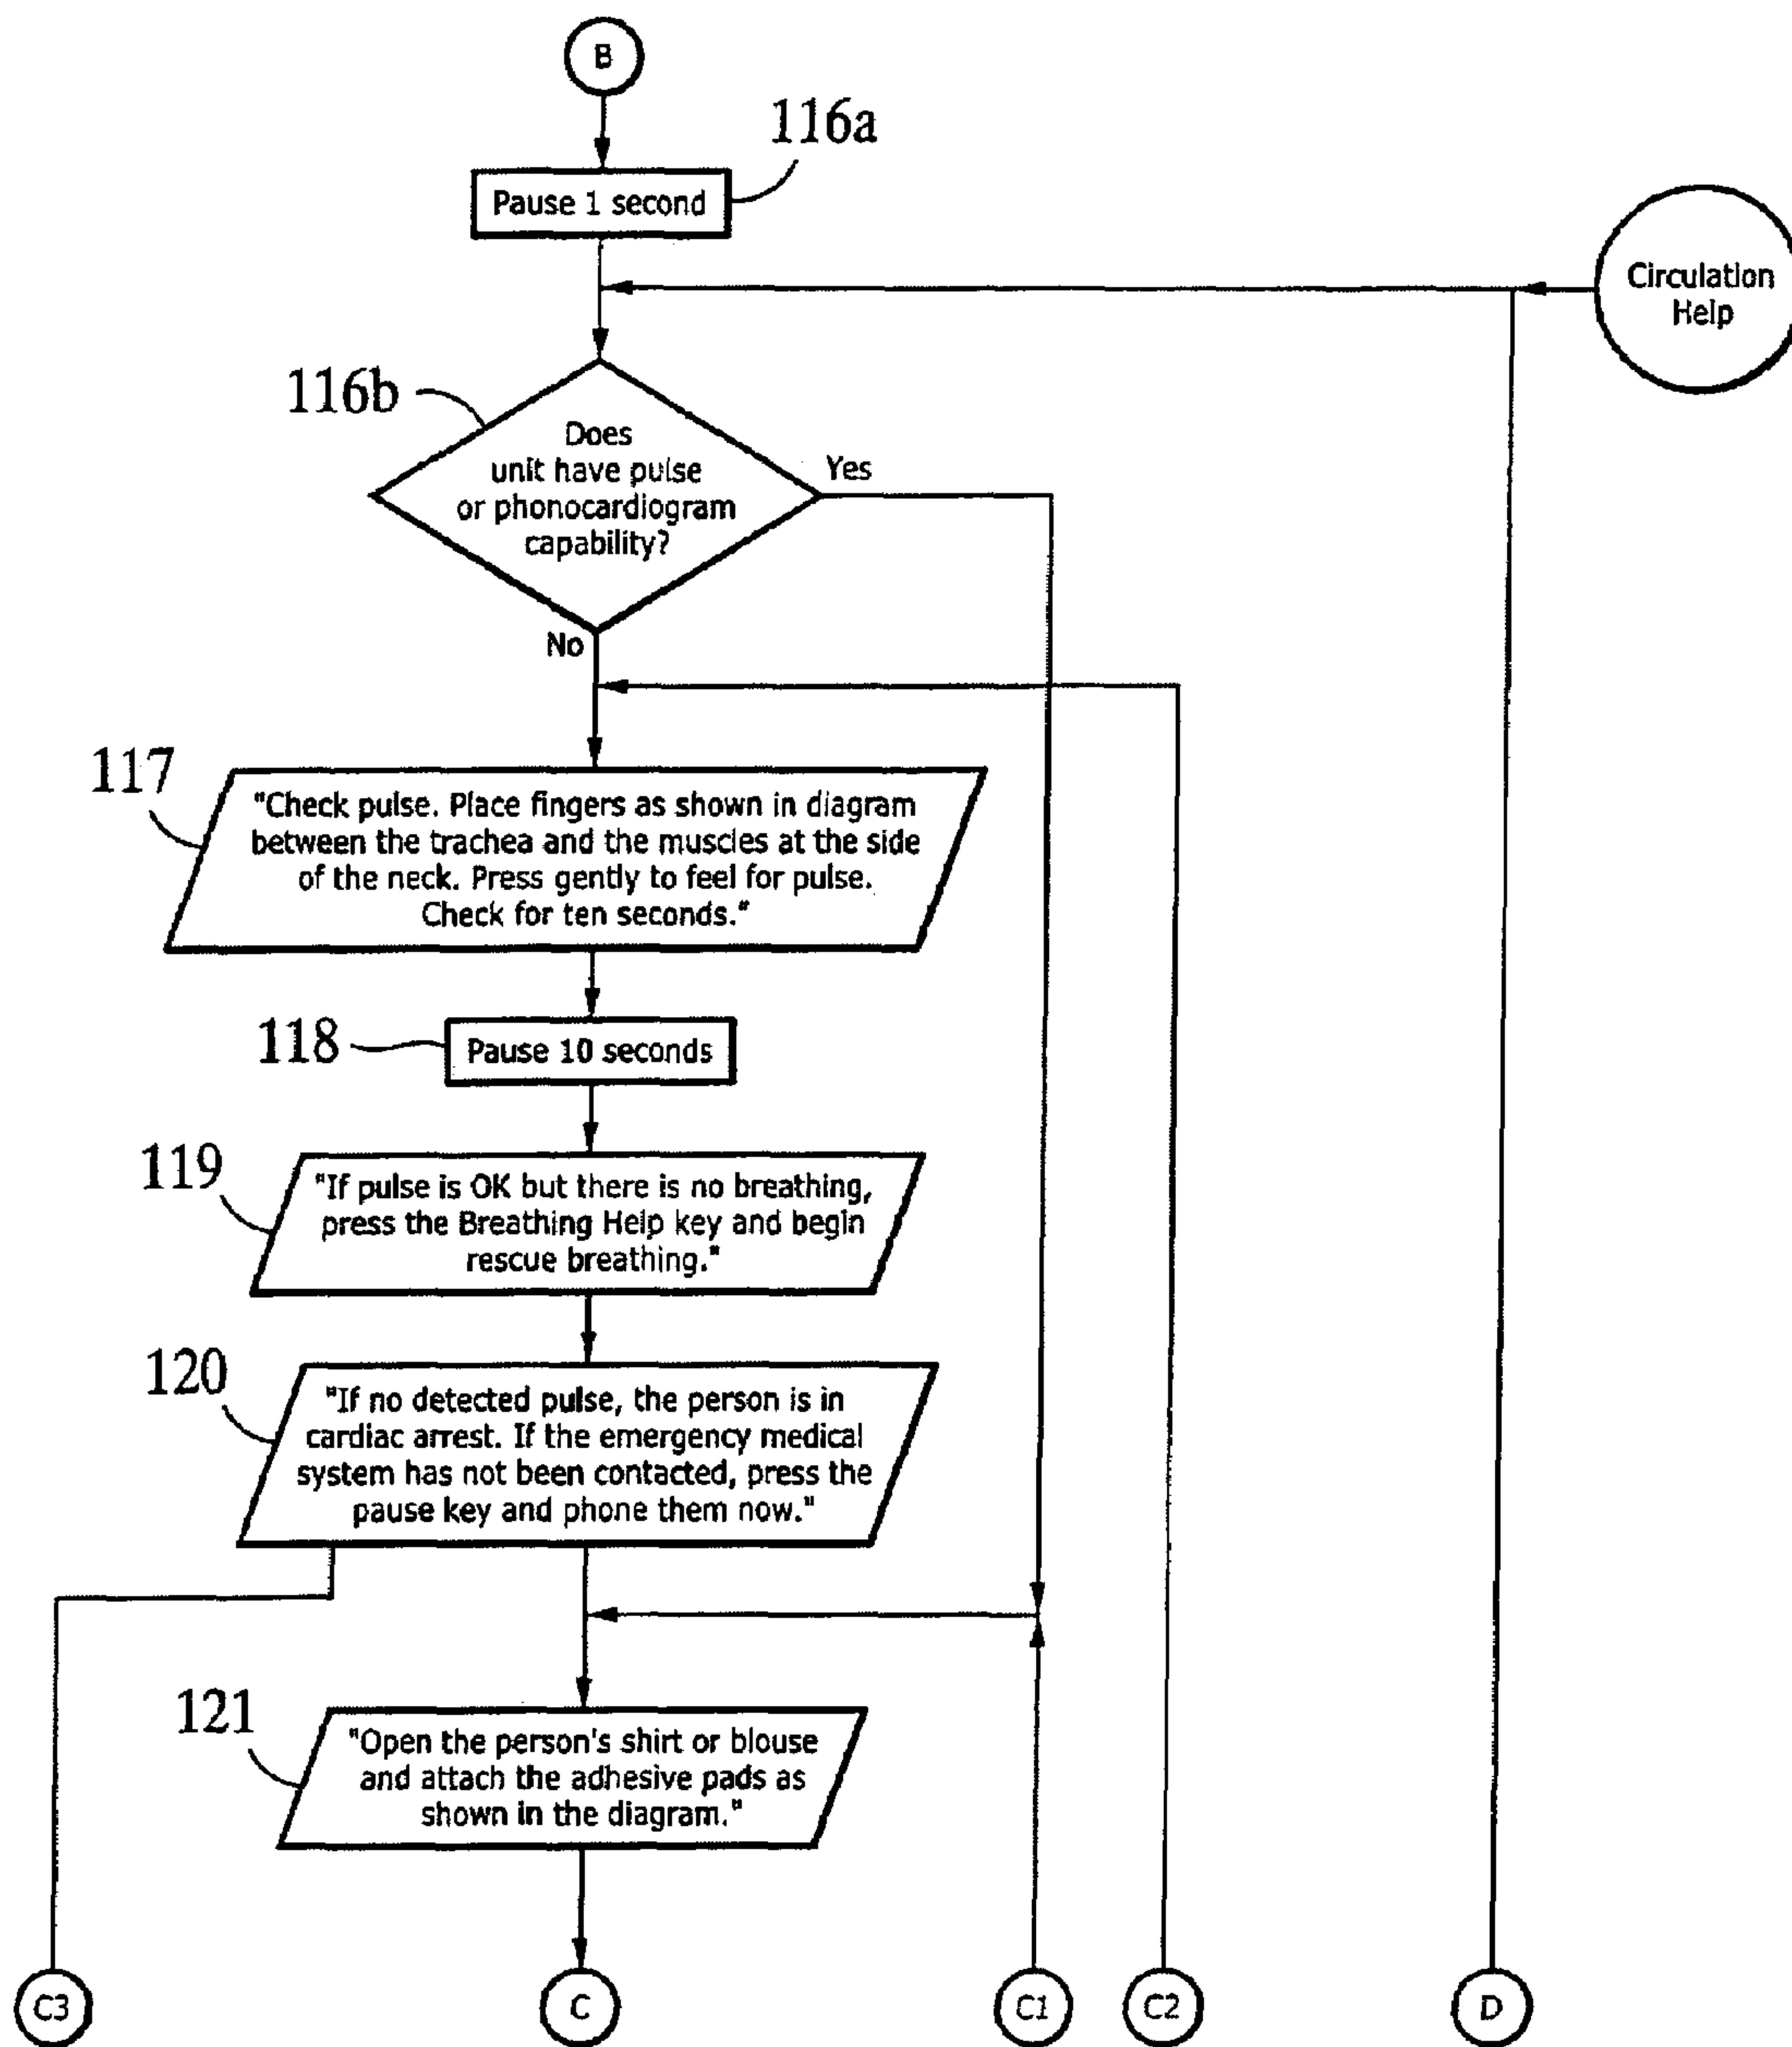 B
116a
Pause 1 second
Circulation
Help
116b
Does
unit have pulse
or phonocardiogram
capability?
Yes
No
117
"Check pulse. Place fingers as shown in diagram
between the trachea and the muscles at the side
of the neck. Press gently to feel for pulse.
Check for ten seconds."
118
Pause 10 seconds
119
"If pulse is OK but there is no breathing,
press the Breathing Help key and begin
rescue breathing."
120
"If no detected pulse, the person is in
cardiac arrest. If the emergency medical
system has not been contacted, press the
pause key and phone them now."
121
"Open the person's shirt or blouse
and attach the adhesive pads as
shown in the diagram."
C3
C
C1
C2
D